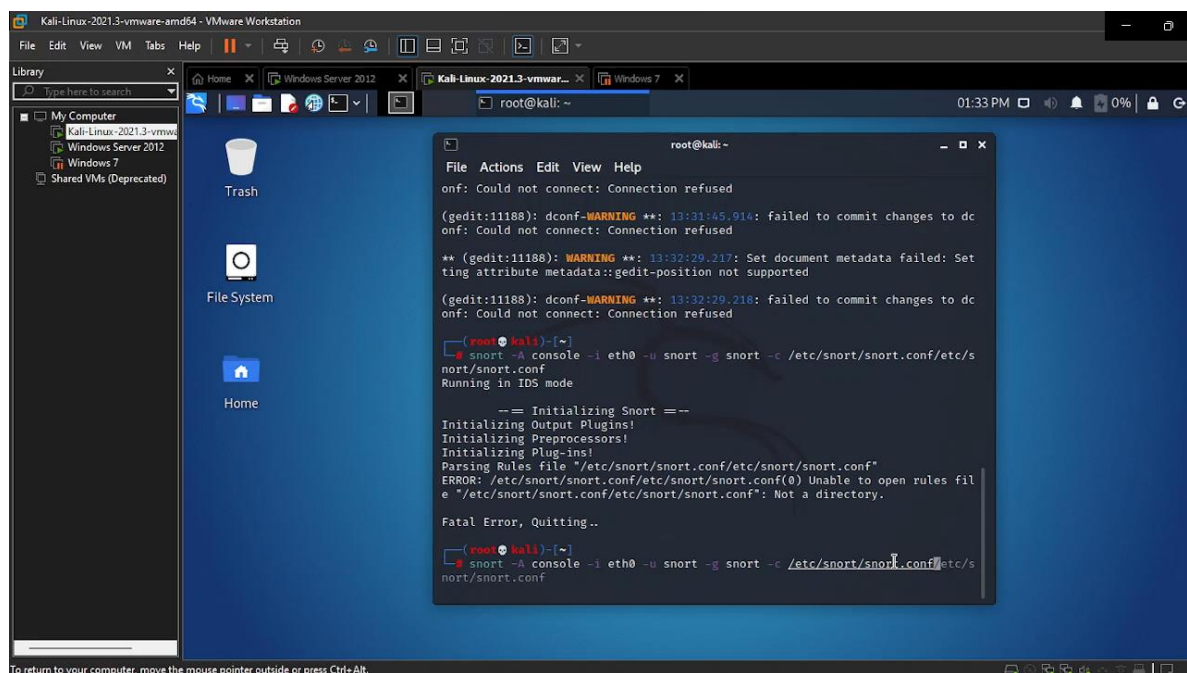 Kali-Linux-2021.3-vmware-amd64 - VMware Workstation
File Edit View VM Tabs Help
Library
Type here to search
My Computer
Kali-Linux-2021.3-vmwa
Windows Server 2012
Windows 7
Shared VMs (Deprecated)
Home Windows Server 2012 Kali-Linux-2021.3-vmwar... Windows 7
root@kali: ~ 01:33 PM 0%
Trash
File System
Home
root@kali: ~
File Actions Edit View Help
onf: Could not connect: Connection refused
(gedit:11188): dconf-WARNING **: 13:31:45.914: failed to commit changes to dc
onf: Could not connect: Connection refused
** (gedit:11188): WARNING **: 13:32:29.217: Set document metadata failed: Set
ting attribute metadata::gedit-position not supported
(gedit:11188): dconf-WARNING **: 13:32:29.218: failed to commit changes to dc
onf: Could not connect: Connection refused
(root kali)-[~]
# snort -A console -i eth0 -u snort -g snort -c /etc/snort/snort.conf/etc/s
nort/snort.conf
Running in IDS mode
--== Initializing Snort ==--
Initializing Output Plugins!
Initializing Preprocessors!
Initializing Plug-ins!
Parsing Rules file "/etc/snort/snort.conf/etc/snort/snort.conf"
ERROR: /etc/snort/snort.conf/etc/snort/snort.conf(0) Unable to open rules fil
e "/etc/snort/snort.conf/etc/snort/snort.conf": Not a directory.
Fatal Error, Quitting..
(root kali)-[~]
# snort -A console -i eth0 -u snort -g snort -c /etc/snort/snort.conf/etc/s
nort/snort.conf
To return to your computer, move the mouse pointer outside or press Ctrl+Alt.